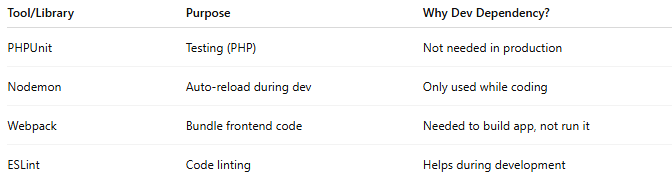 Tool/Library Purpose Why Dev Dependency?
PHPUnit Testing (PHP) Not needed in production
Nodemon Auto-reload during dev Only used while coding
Webpack Bundle frontend code Needed to build app, not run it
ESLint Code linting Helps during development